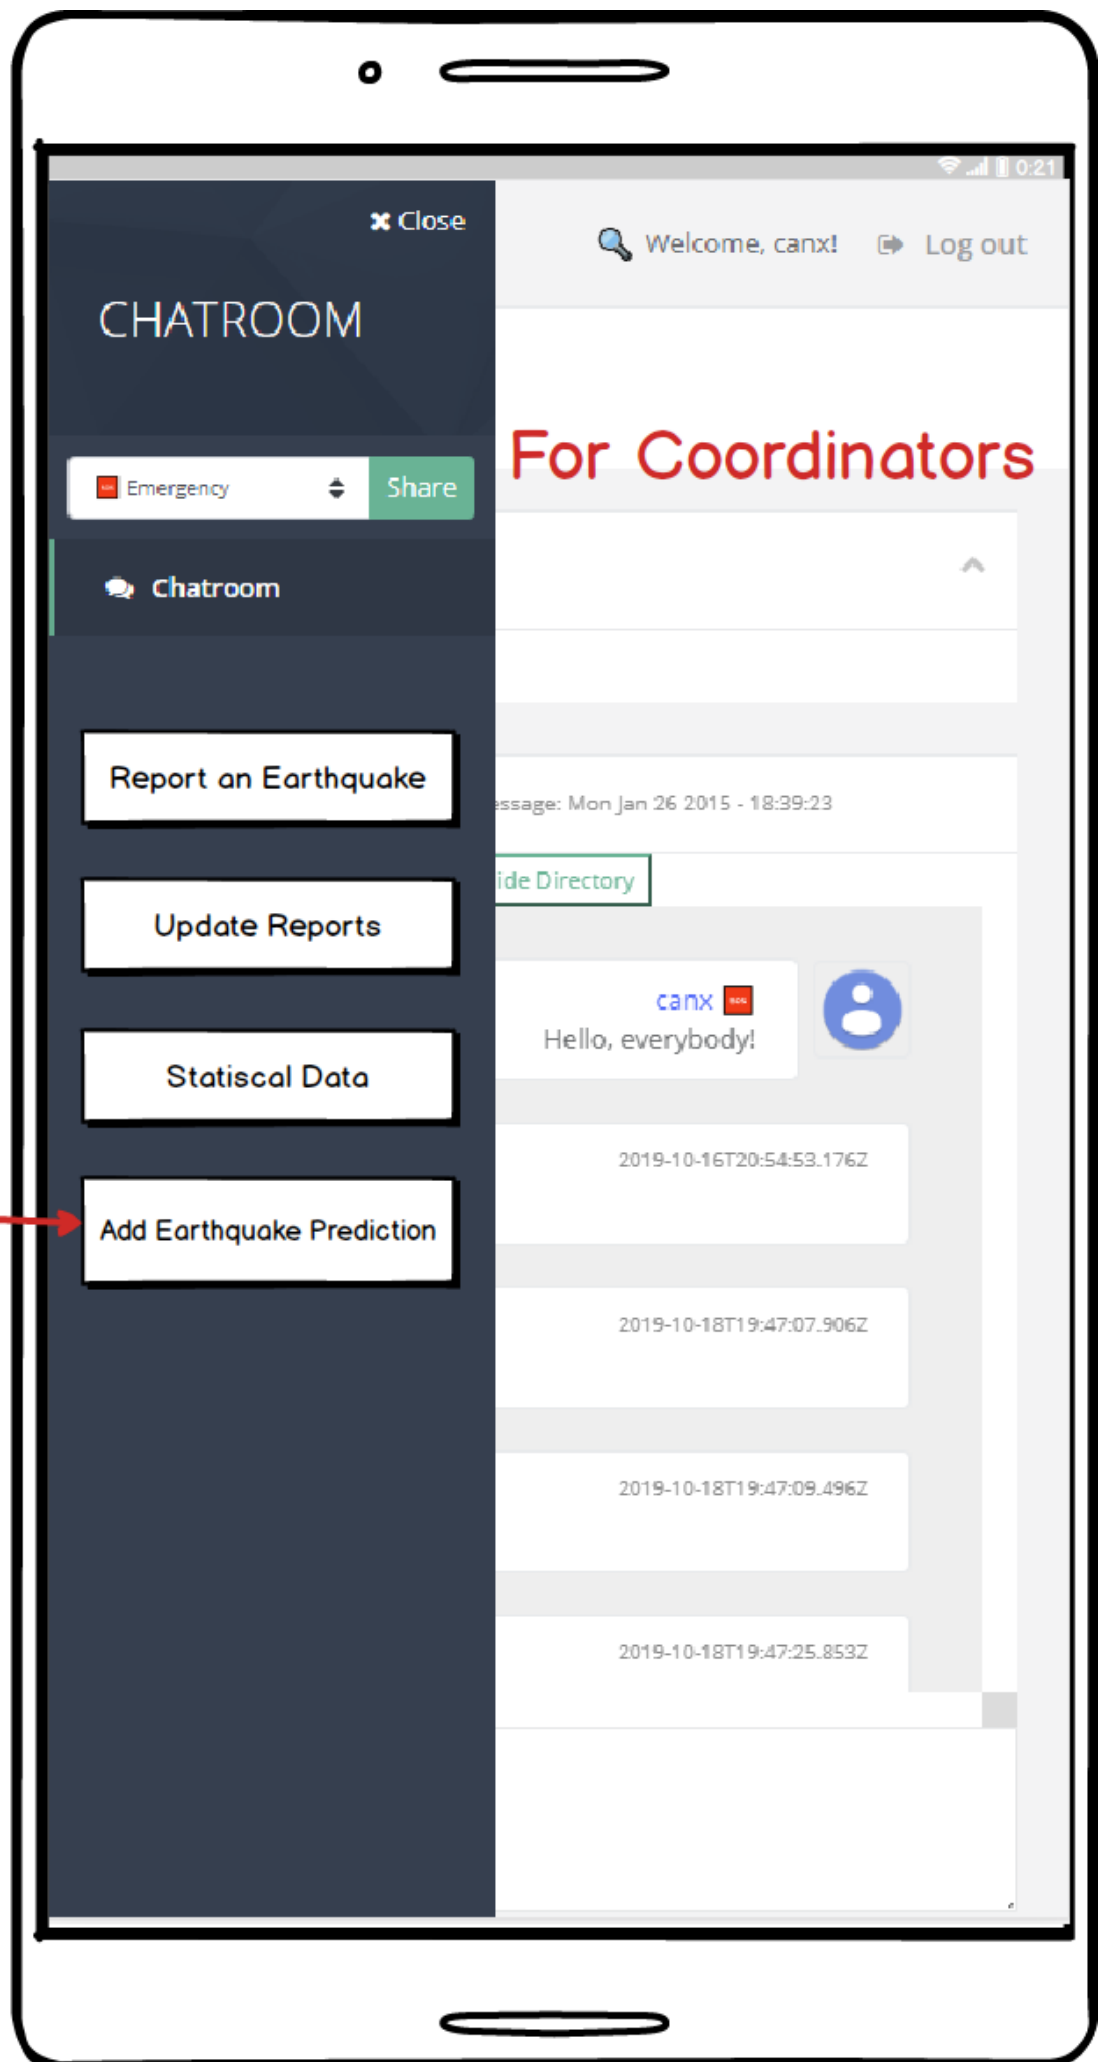 0:21
Close
Welcome, canx!
Log out
CHATROOM
For Coordinators
Emergency
Share
Chatroom
Report an Earthquake
essage: Mon Jan 26 2015 - 18:39:23
ide Directory
Update Reports
canx
Hello, everybody!
Statiscal Data
2019-10-16T20:54:53.176Z
Add Earthquake Prediction
2019-10-18T19:47:07.906Z
2019-10-18T19:47:09.496Z
2019-10-18T19:47:25.853Z